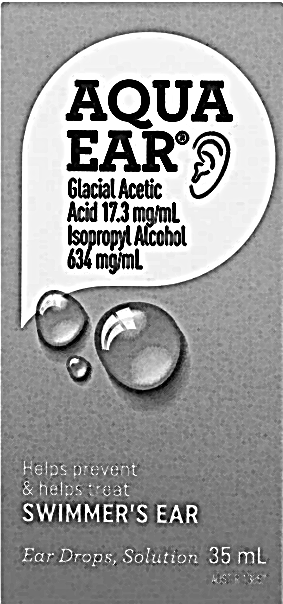 AQUA
EAR®
Glacial Acetic
Acid 17.3 mg/mL
Isopropyl Alcohol
634 mg/mL
Helps prevent
& helps treat
SWIMMER'S EAR
Ear Drops, Solution 35 mL